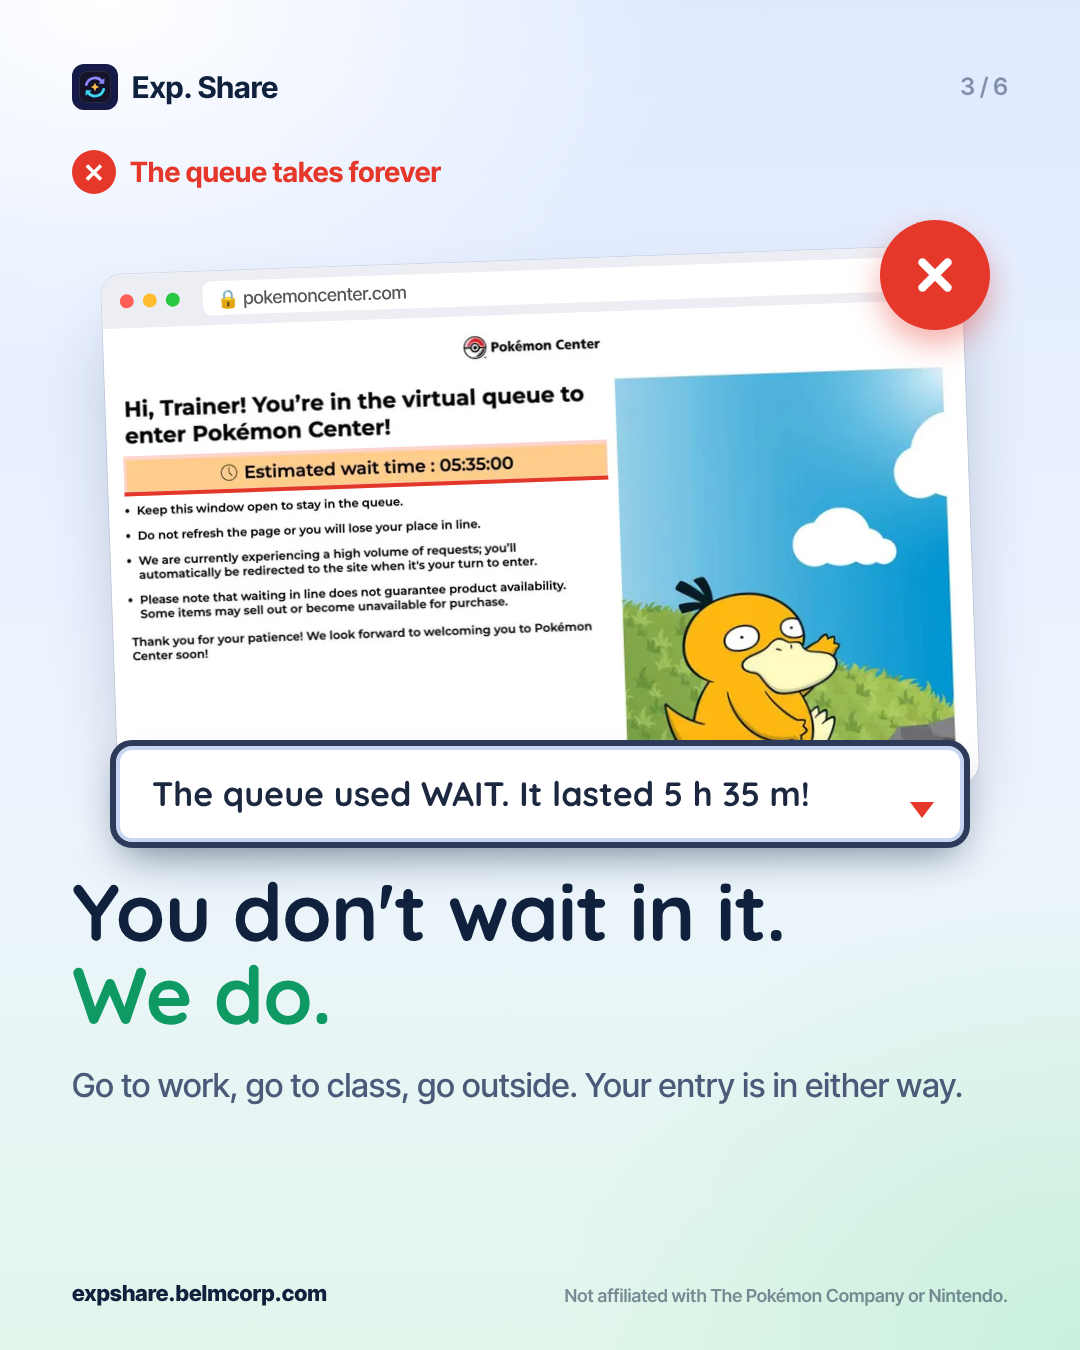 Exp. Share
3 / 6
The queue takes forever
pokemoncenter.com
Pokémon Center
Hi, Trainer! You're in the virtual queue to
enter Pokémon Center!
Estimated wait time : 05:35:00
• Keep this window open to stay in the queue.
• Do not refresh the page or you will lose your place in line.
• We are currently experiencing a high volume of requests; you'll
automatically be redirected to the site when it's your turn to enter.
• Please note that waiting in line does not guarantee product availability.
Some items may sell out or become unavailable for purchase.
Thank you for your patience! We look forward to welcoming you to Pokémon
Center soon!
The queue used WAIT. It lasted 5 h 35 m!
You don't wait in it.
We do.
Go to work, go to class, go outside. Your entry is in either way.
expshare.belmcorp.com
Not affiliated with The Pokémon Company or Nintendo.